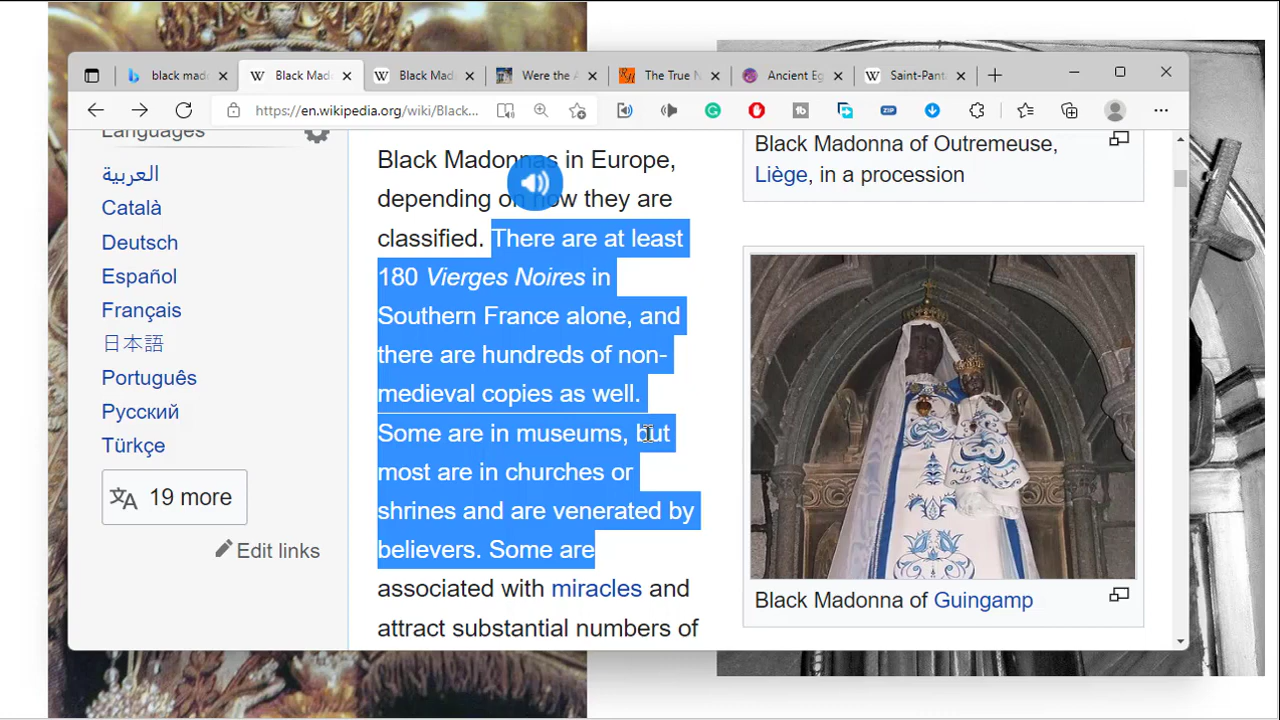 black mad
Black Mad
Black Mad
Were the A
The True N
Ancient Eg
Saint-Pant
https://en.wikipedia.org/wiki/Black...
Languages
العربية
Català
Deutsch
Español
Français
日本語
Português
Русский
Türkçe
19 more
Edit links
Black Madonnas in Europe,
depending on how they are
classified. There are at least
180 Vierges Noires in
Southern France alone, and
there are hundreds of non-
medieval copies as well.
Some are in museums, but
most are in churches or
shrines and are venerated by
believers. Some are
associated with miracles and
attract substantial numbers of
Black Madonna of Outremeuse,
Liège, in a procession
Black Madonna of Guingamp